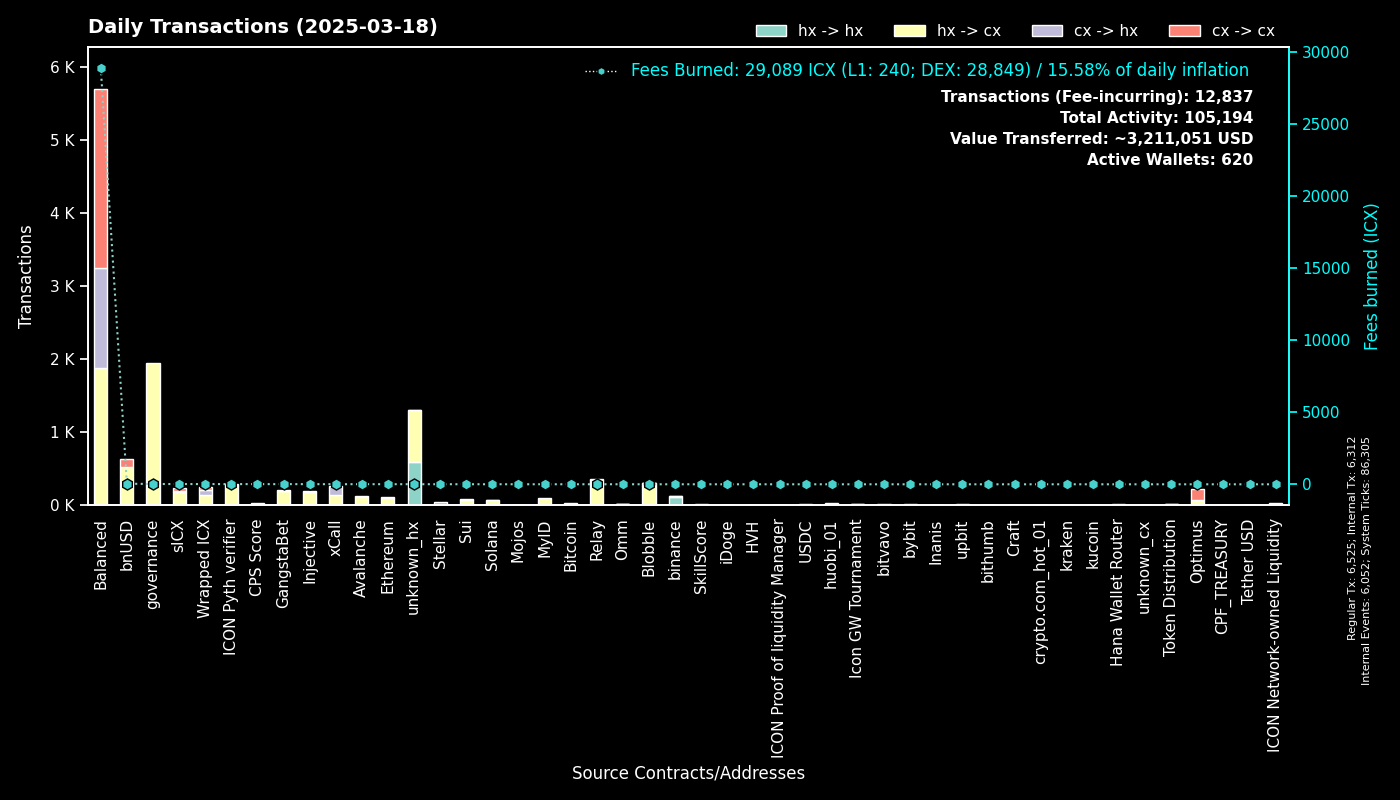 Daily Transactions (2025-03-18)
hx -> hx
hx -> cx
cx -> hx
cx -> cx
Fees Burned: 29,089 ICX (L1: 240; DEX: 28,849) / 15.58% of daily inflation
Transactions (Fee-incurring): 12,837
Total Activity: 105,194
Value Transferred: ~3,211,051 USD
Active Wallets: 620
Transactions
6 K
5 K
4 K
3 K
2 K
1 K
0 K
30000
25000
20000
15000
10000
5000
0
Fees burned (ICX)
Regular Tx: 6,525; Internal Tx: 6,312
Internal Events: 6,052; System Ticks: 86,305
Balanced
bnUSD
governance
sICX
Wrapped ICX
ICON Pyth verifier
CPS Score
GangstaBet
Injective
xCall
Avalanche
Ethereum
unknown_hx
Stellar
Sui
Solana
Mojos
MyID
Bitcoin
Relay
Omm
Blobble
binance
SkillScore
iDoge
HVH
ICON Proof of liquidity Manager
USDC
huobi_01
Icon GW Tournament
bitvavo
bybit
Inanis
upbit
bithumb
Craft
crypto.com_hot_01
kraken
kucoin
Hana Wallet Router
unknown_cx
Token Distribution
Optimus
CPF_TREASURY
Tether USD
ICON Network-owned Liquidity
Source Contracts/Addresses